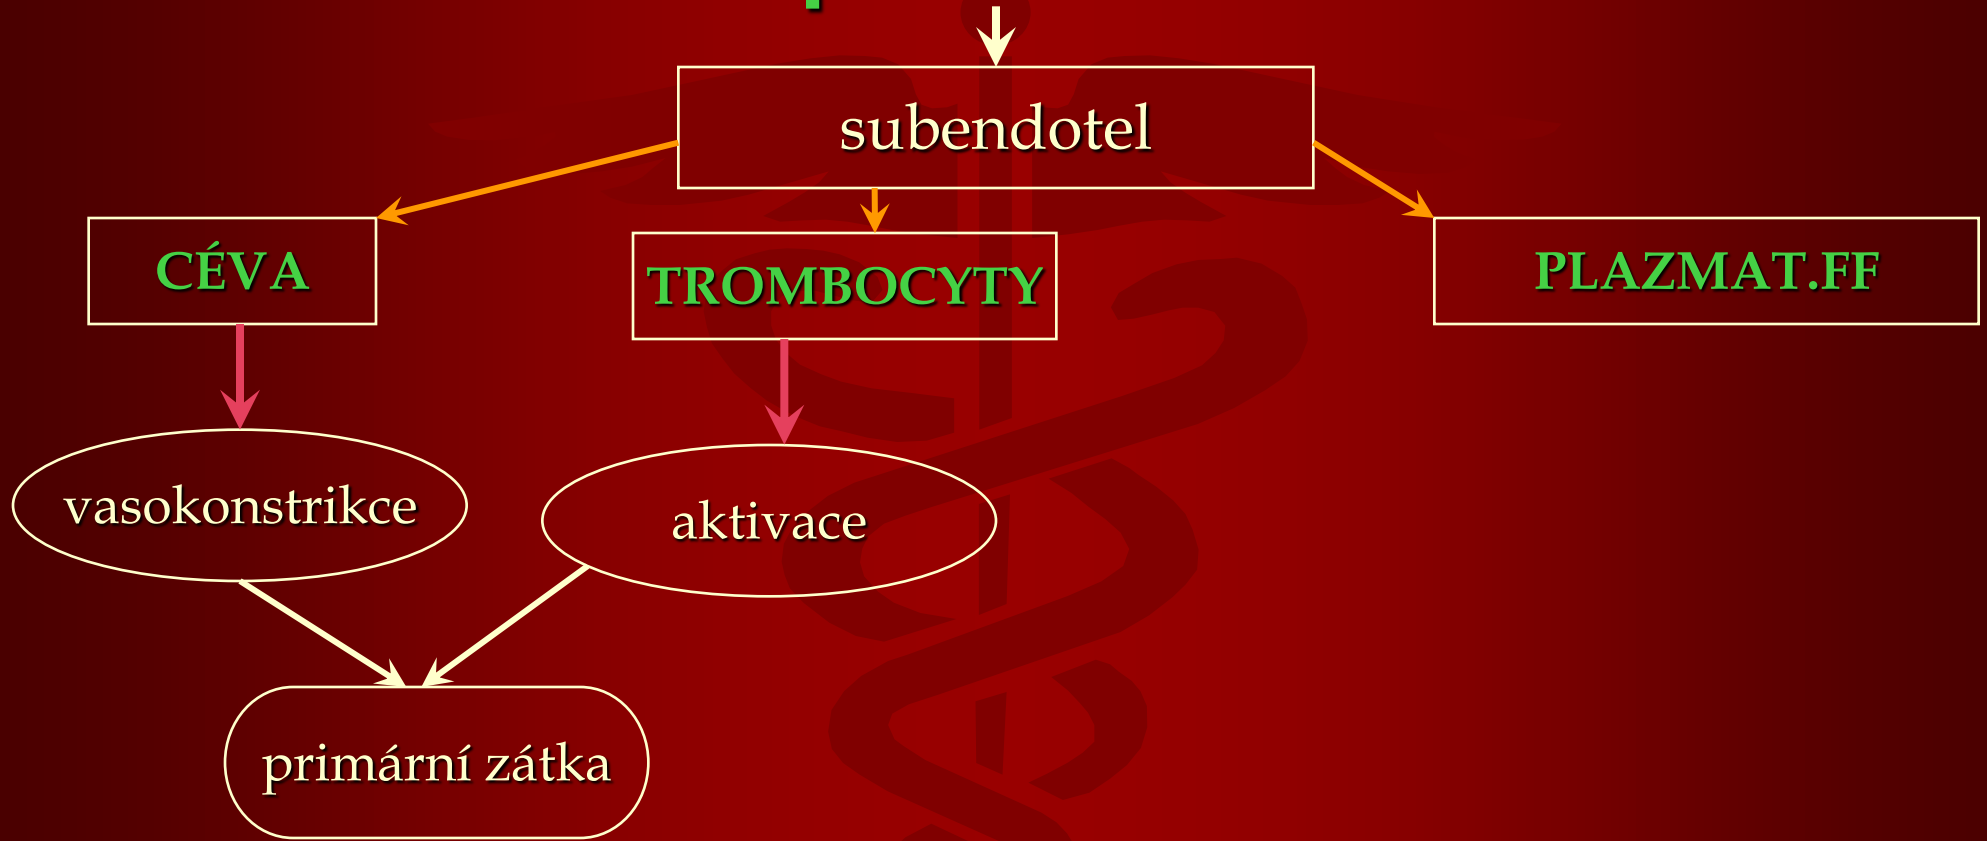 subendotel
CÉVA
TROMBOCYTY
PLAZMAT.FF
vasokonstrikce
aktivace
primární zátka